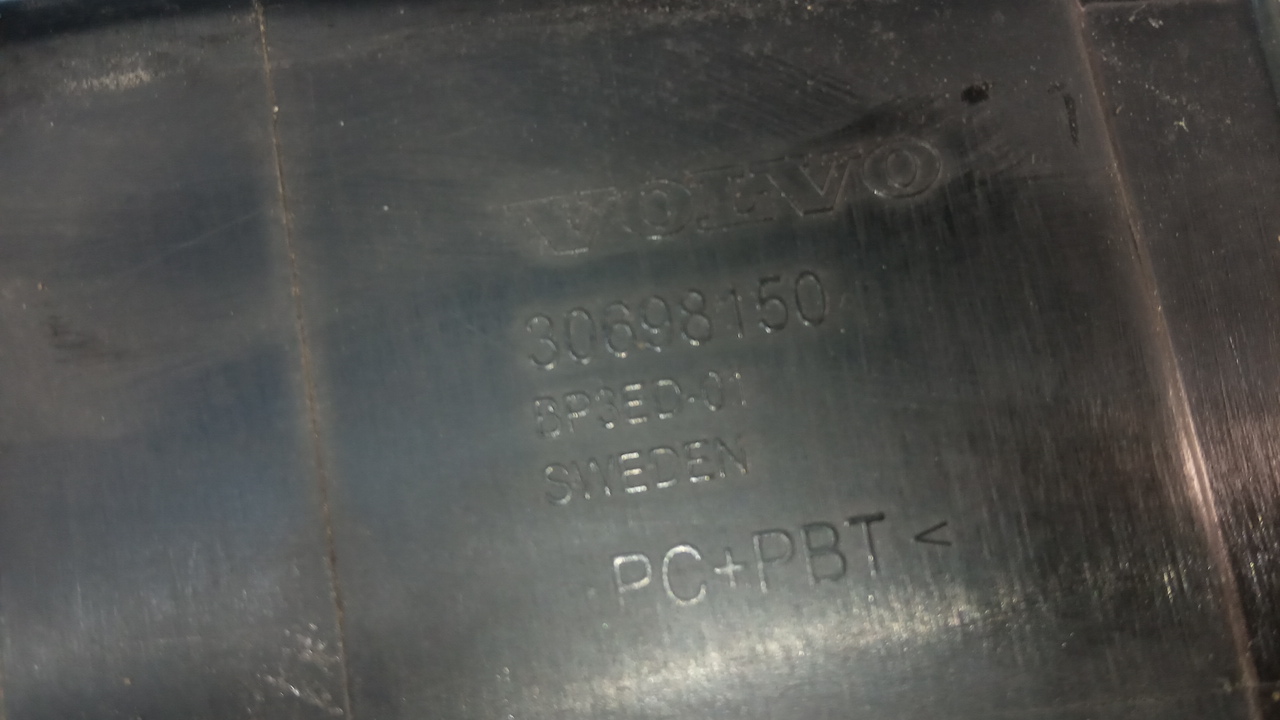 VOLVO
30698150
BP3ED-01
SWEDEN
PC+PBT <